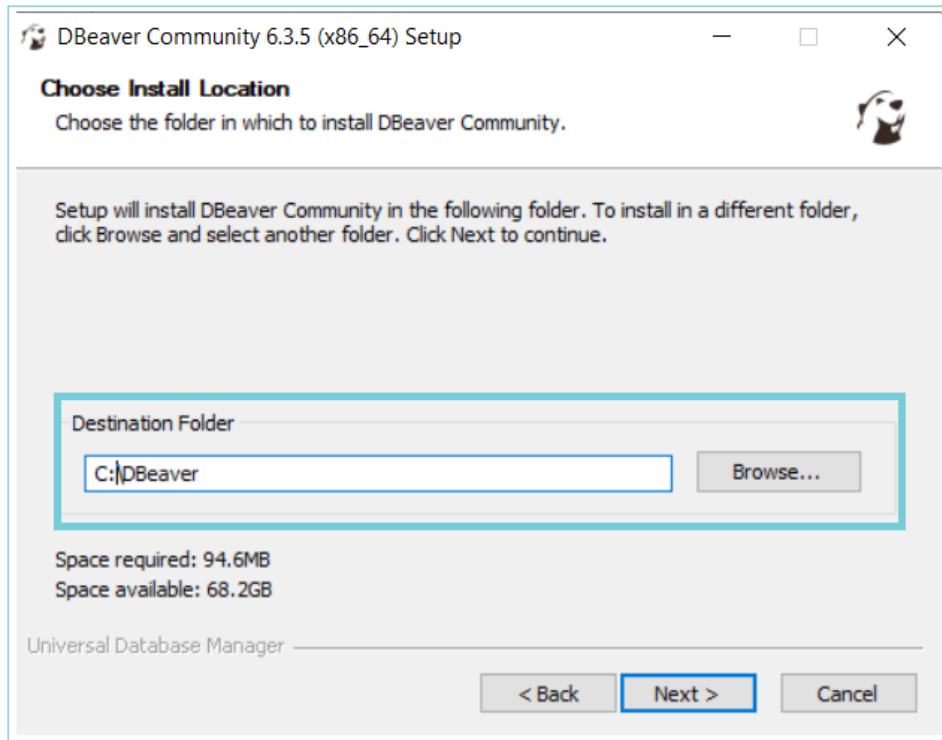 DBeaver Community 6.3.5 (x86_64) Setup
Choose Install Location
Choose the folder in which to install DBeaver Community.
Setup will install DBeaver Community in the following folder. To install in a different folder,
click Browse and select another folder. Click Next to continue.
Destination Folder
C:\DBeaver
Browse...
Space required: 94.6MB
Space available: 68.2GB
Universal Database Manager
< Back
Next >
Cancel